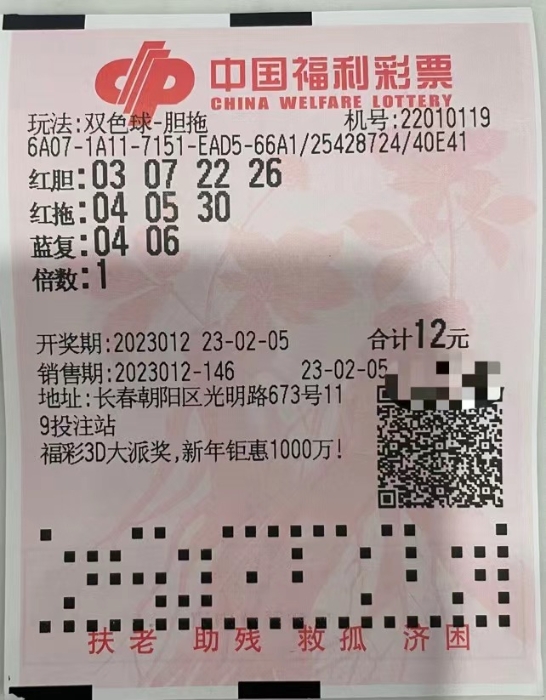 中国福利彩票
CHINA WELFARE LOTTERY
玩法:双色球-胆拖 机号:22010119
6A07-1A11-7151-EAD5-66A1/25428724/40E41
红胆:03 07 22 26
红拖:04 05 30
蓝复:04 06
倍数:1
开奖期:2023012 23-02-05 合计12元
销售期:2023012-146 23-02-05
地址:长春朝阳区光明路673号11
9投注站
福彩3D大派奖,新年钜惠1000万!
扶老 助残 救孤 济困